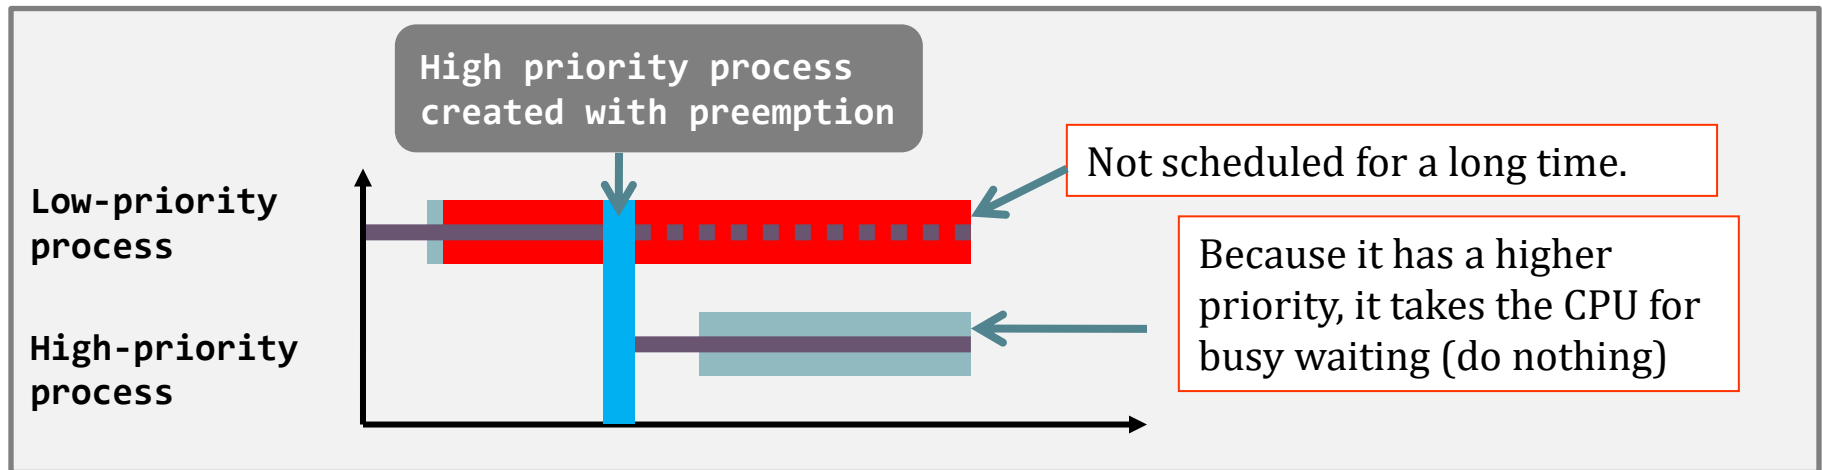 High priority process
created with preemption
Not scheduled for a long time.
Low-priority
process
Because it has a higher
priority, it takes the CPU for
busy waiting (do nothing)
High-priority
process